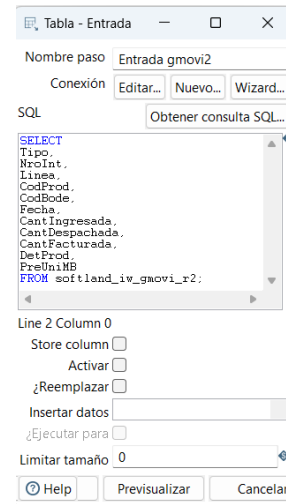 Tabla - Entrada
Nombre paso Entrada gmovi2
Conexión Editar... Nuevo... Wizard...
SQL Obtener consulta SQL...
SELECT
Tipo,
NroInt,
Linea,
CodProd,
CodBode,
Fecha,
CantIngresada,
CantDespachada,
CantFacturada,
DetProd,
PreUniMB
FROM softland_iw_gmovi_r2;
Line 2 Column 0
Store column
Activar
¿Reemplazar
Insertar datos
¿Ejecutar para
Limitar tamaño 0
Help Previsualizar Cancelar